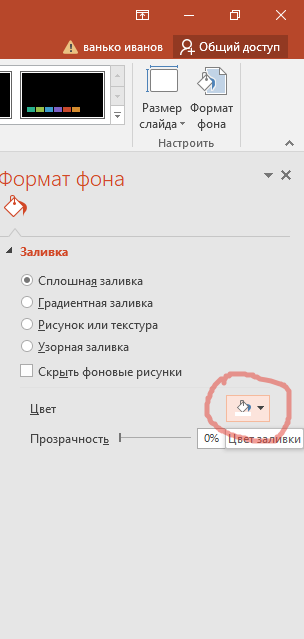 ванько иванов
Общий доступ
Размер слайда
Формат фона
Настроить
Формат фона
Заливка
Сплошная заливка
Градиентная заливка
Рисунок или текстура
Узорная заливка
Скрыть фоновые рисунки
Цвет
Прозрачность 0% Цвет заливки